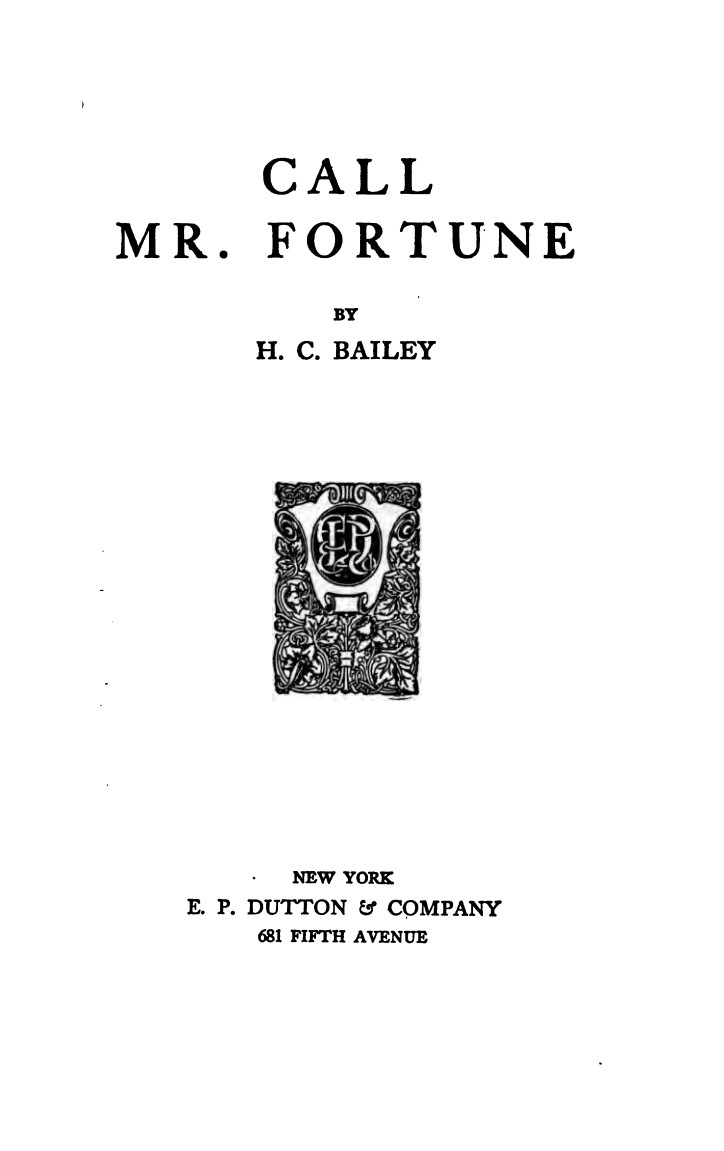 CALL
MR. FORTUNE
BY
H. C. BAILEY
NEW YORK
E. P. DUTTON & COMPANY
681 FIFTH AVENUE